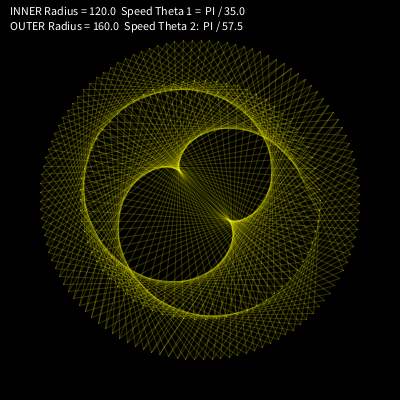 INNER Radius = 120.0  Speed Theta 1 =  PI / 35.0
OUTER Radius = 160.0  Speed Theta 2:  PI / 57.5